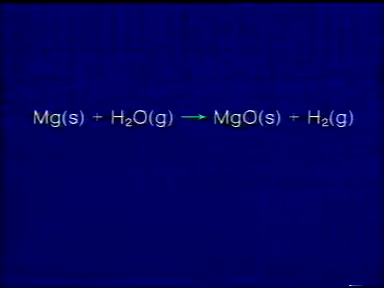 Mg(s) + H₂O(g) → MgO(s) + H₂(g)